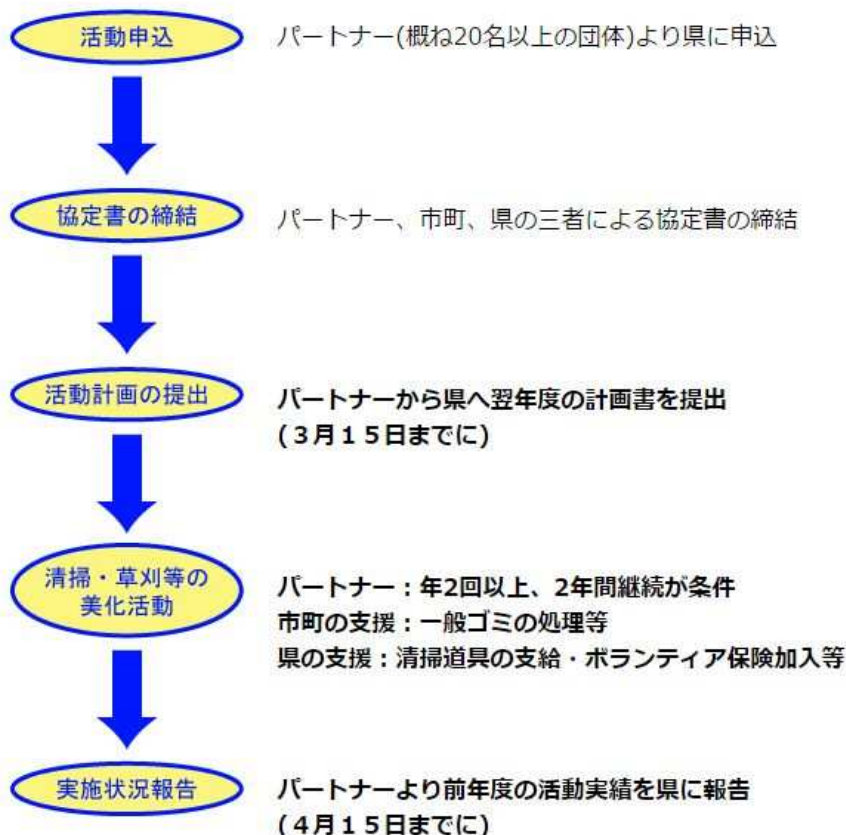 活動申込
パートナー(概ね20名以上の団体)より県に申込
協定書の締結
パートナー、市町、県の三者による協定書の締結
活動計画の提出
パートナーから県へ翌年度の計画書を提出
(３月１５日までに)
清掃・草刈等の
美化活動
パートナー：年2回以上、2年間継続が条件
市町の支援：一般ゴミの処理等
県の支援：清掃道具の支給・ボランティア保険加入等
実施状況報告
パートナーより前年度の活動実績を県に報告
(４月１５日までに)